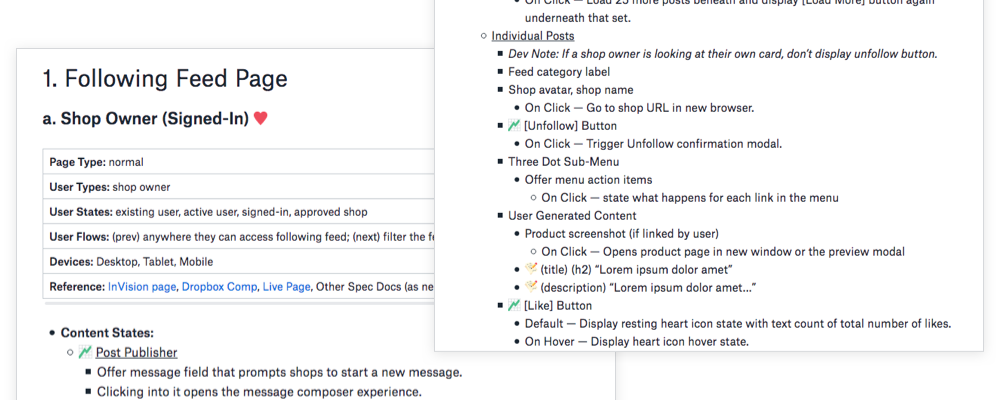 1. Following Feed Page
a. Shop Owner (Signed-In)
Page Type: normal
User Types: shop owner
User States: existing user, active user, signed-in, approved shop
User Flows: (prev) anywhere they can access following feed; (next) filter the
Devices: Desktop, Tablet, Mobile
Reference: InVision page, Dropbox Comp, Live Page, Other Spec Docs (as
Content States:
Post Publisher
Offer message field that prompts shops to start a new message.
Clicking into it opens the message composer experience.
On Click — Load 25 more posts beneath and display [Load More] button again
underneath that set.
Individual Posts
Dev Note: If a shop owner is looking at their own card, don't display unfollow button.
Feed category label
Shop avatar, shop name
On Click — Go to shop URL in new browser.
[Unfollow] Button
On Click — Trigger Unfollow confirmation modal.
Three Dot Sub-Menu
Offer menu action items
On Click — state what happens for each link in the menu
User Generated Content
Product screenshot (if linked by user)
On Click — Opens product page in new window or the preview modal
(title) (h2) "Lorem ipsum dolor amet"
(description) "Lorem ipsum dolor amet..."
[Like] Button
Default — Display resting heart icon state with text count of total number of likes.
On Hover — Display heart icon hover state.